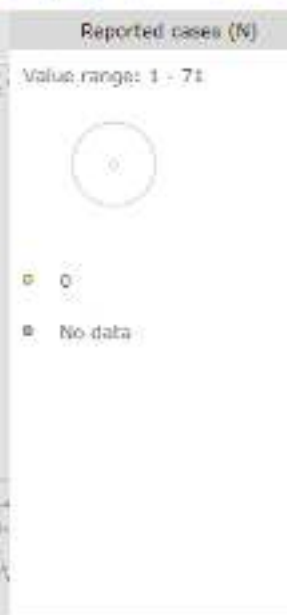 Reported cases (N)
Value range: 1 - 71
0
No data